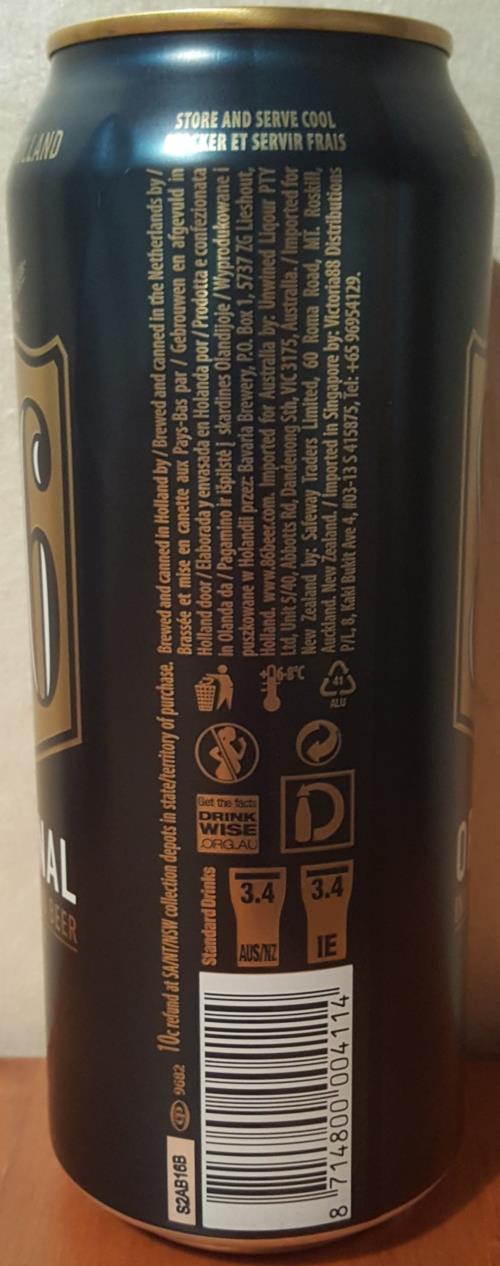 LLAND
STORE AND SERVE COOL
ET SERVIR FRAIS
Brewed and canned in Holland by / Brewed and canned in the Netherlands by /
Brassée et mise en canette aux Pays-Bas par / Gebrouwen en afgevuld in
Holland door / Elaborada y envasada en Holanda por / Prodotta e confezionata
in Olanda da / Pagamino ir išpilstė į skardines Olandijoje / Wyprodukowane i
puszkowane w Holandii przez: Bavaria Brewery, P.O. Box 1, 5737 ZG Lieshout,
Holland. www.86beer.com. Imported for Australia by: Unwined Liqour PTY
Ltd, Unit 5/40, Abbotts Rd, Dandenong Sth, VIC 3175, Australia. / Imported for
New Zealand by: Safeway Traders Limited, 60 Roma Road, MT. Roskill,
Auckland, New Zealand. / Imported in Singapore by: Victoria88 Distributions
P/L, 8, Kaki Bukit Ave 4, #03-13 S 415875, Tel: +65 96954129.
10c refund at SA/NT/NSW collection depots in state/territory of purchase.
6-8°C
41
ALU
Get the facts
DRINK
WISE
.ORG.AU
Standard Drinks
3.4
AUS/NZ
3.4
IE
9682
S2AB16B
8 714800 004114
6
NAL
BEER
O